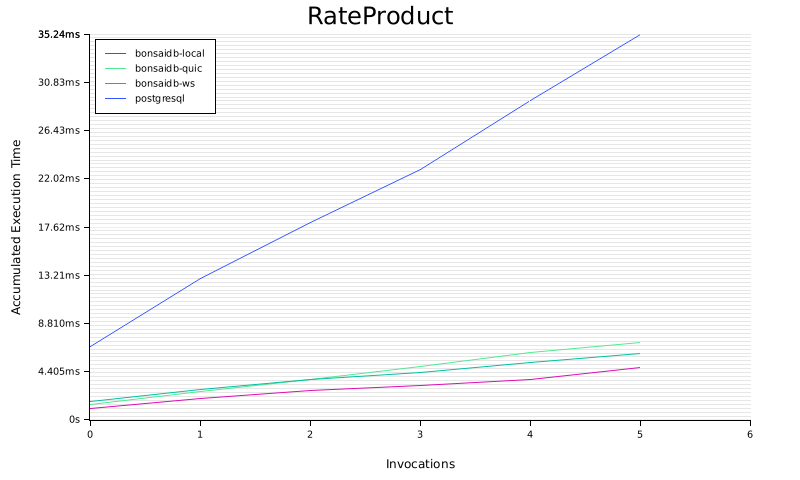 RateProduct
35.24ms
30.83ms
26.43ms
22.02ms
17.62ms
13.21ms
8.810ms
4.405ms
0s
Accumulated Execution Time
bonsaidb-local
bonsaidb-quic
bonsaidb-ws
postgresql
0 1 2 3 4 5 6
Invocations